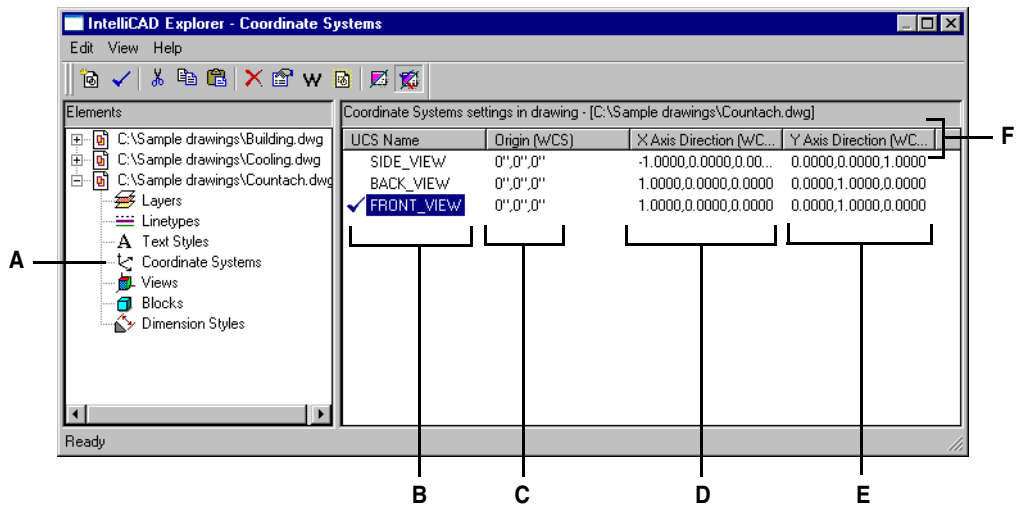 IntelliCAD Explorer - Coordinate Systems
Edit View Help
W
Elements
Coordinate Systems settings in drawing - [C:\Sample drawings\Countach.dwg]
C:\Sample drawings\Building.dwg
C:\Sample drawings\Cooling.dwg
C:\Sample drawings\Countach.dwg
Layers
Linetypes
A Text Styles
Coordinate Systems
Views
Blocks
Dimension Styles
UCS Name Origin (WCS) X Axis Direction (WC... Y Axis Direction (WC...
SIDE_VIEW 0",0",0" -1.0000,0.0000,0.00... 0.0000,0.0000,1.0000
BACK_VIEW 0",0",0" 1.0000,0.0000,0.0000 0.0000,1.0000,0.0000
FRONT_VIEW 0",0",0" 1.0000,0.0000,0.0000 0.0000,1.0000,0.0000
Ready
A
F
B C D E